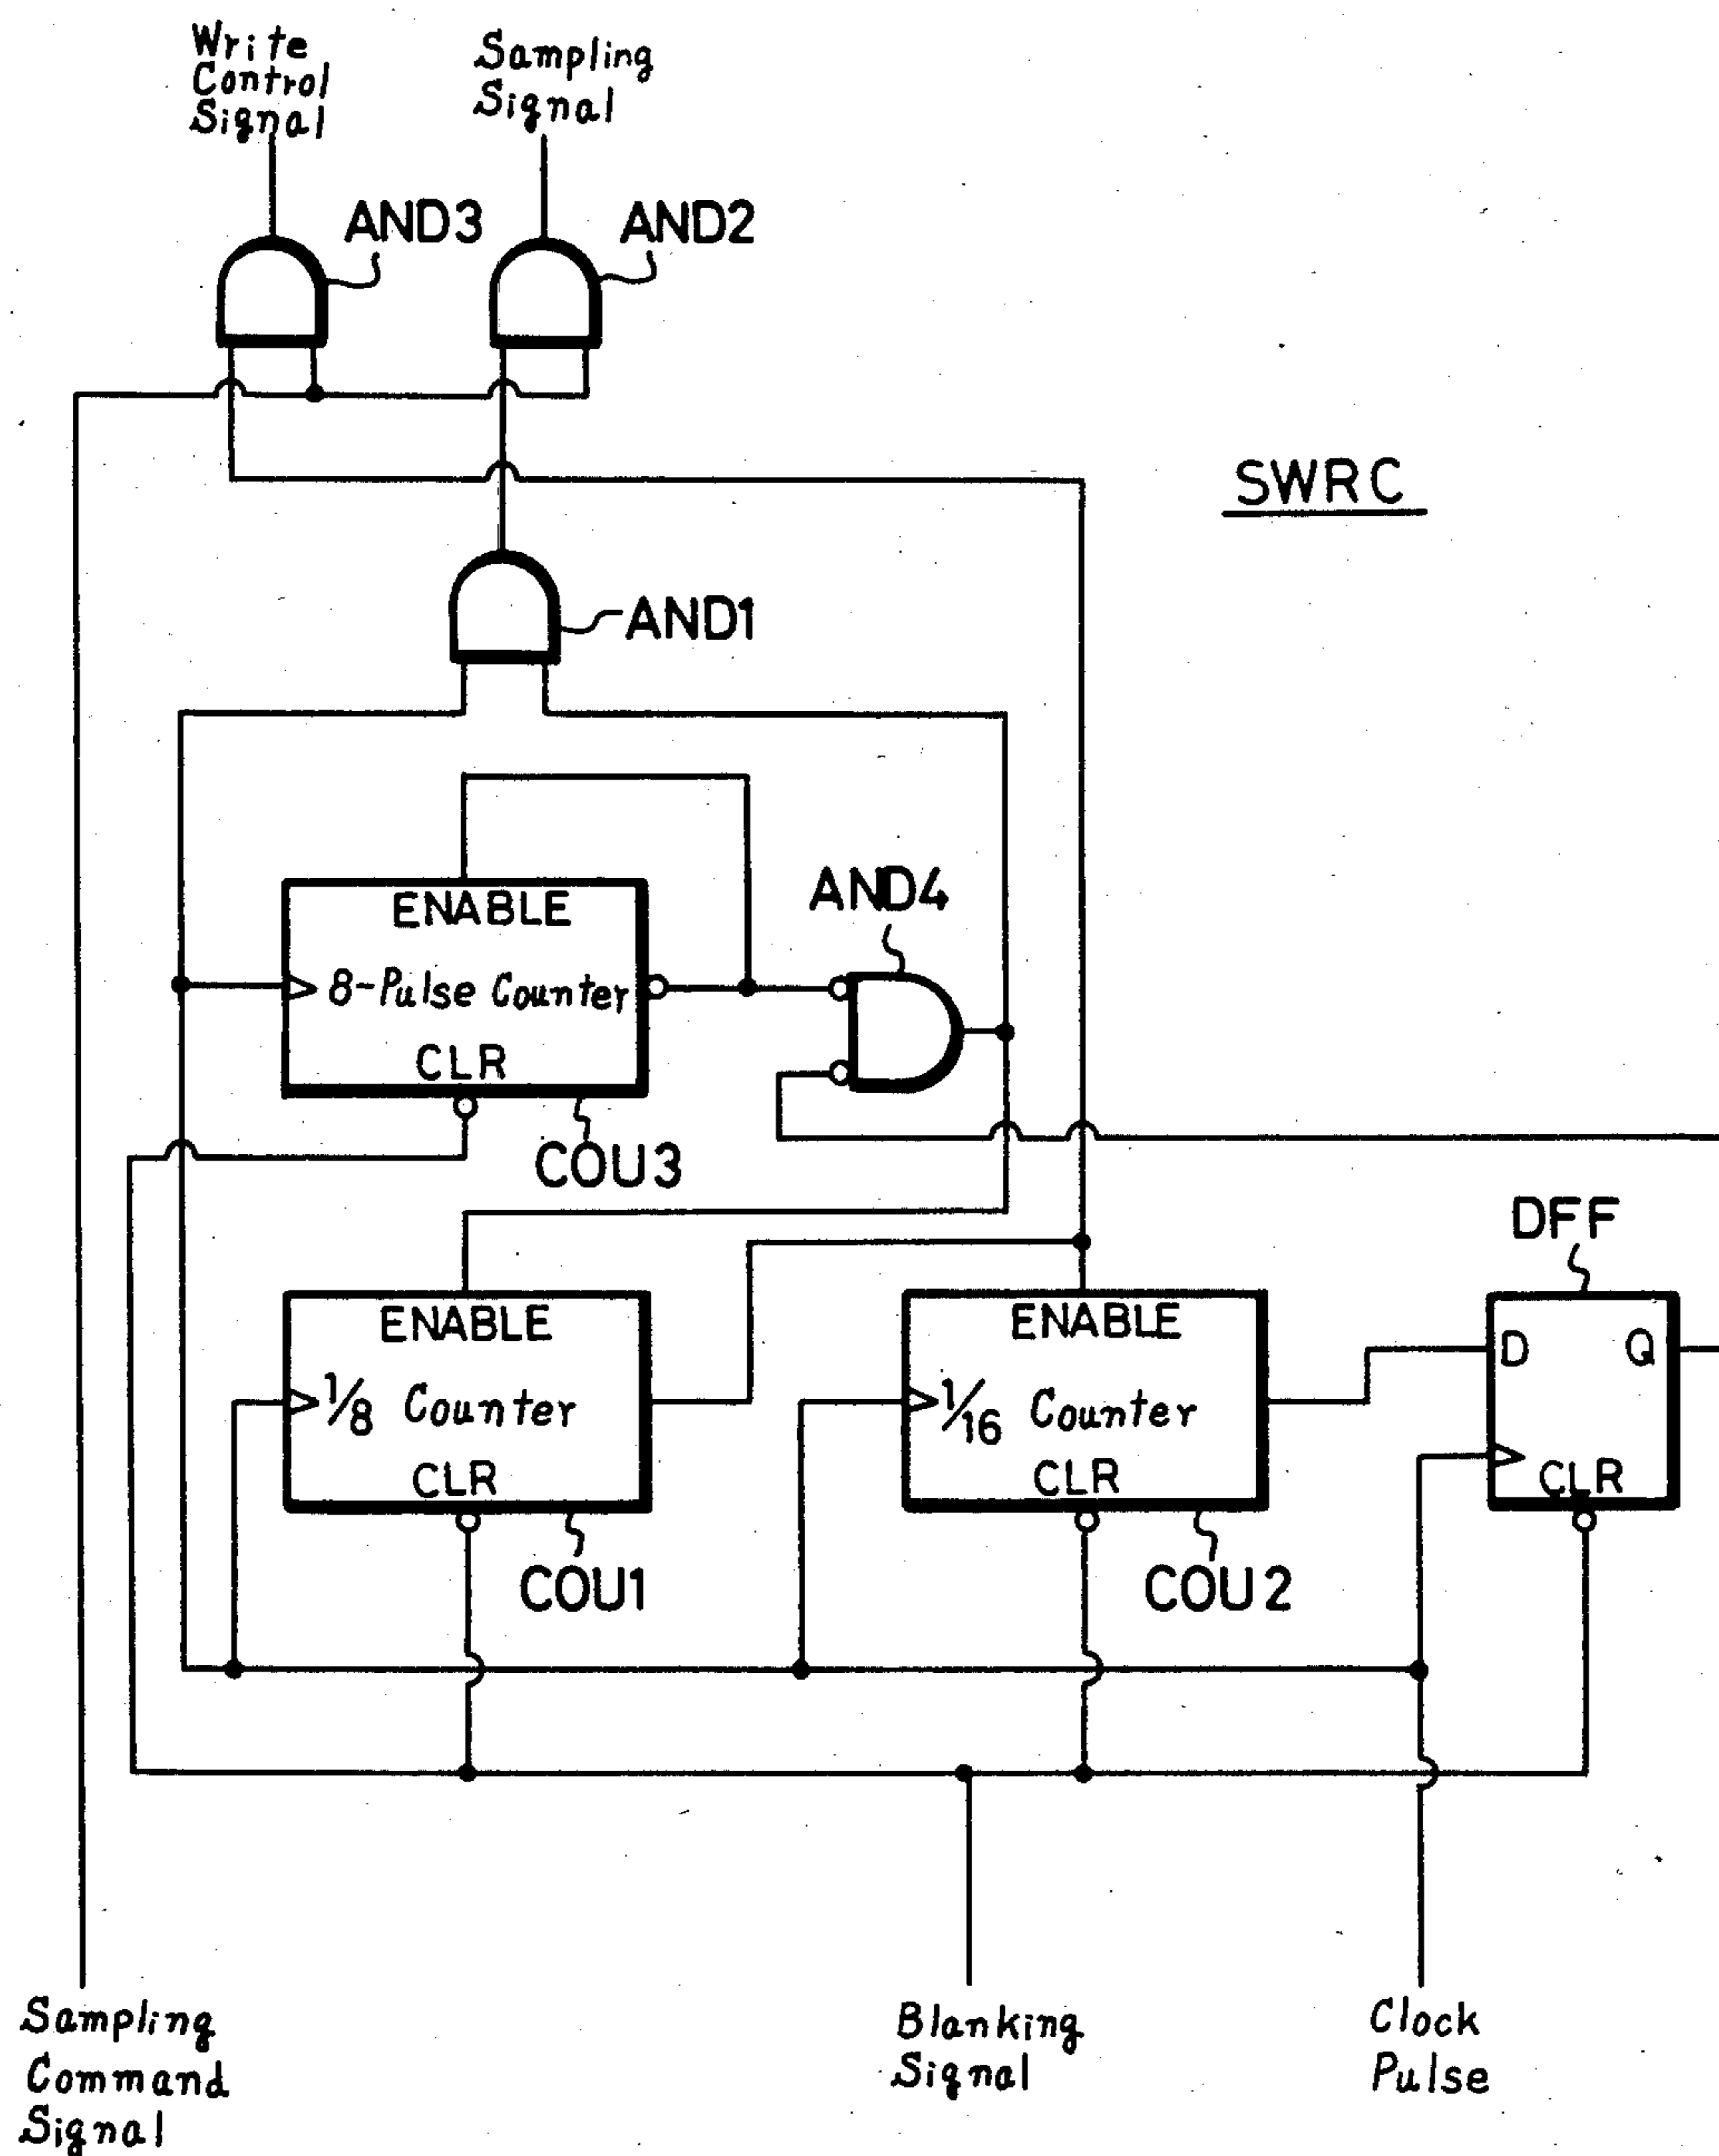 Write
Control
Signal
Sampling
Signal
AND3
AND2
SWRC
AND1
ENABLE
8-Pulse Counter
CLR
AND4
COU3
DFF
ENABLE
1/8 Counter
CLR
ENABLE
1/16 Counter
CLR
D Q
CLR
COU1
COU2
Sampling
Command
Signal
Blanking
Signal
Clock
Pulse